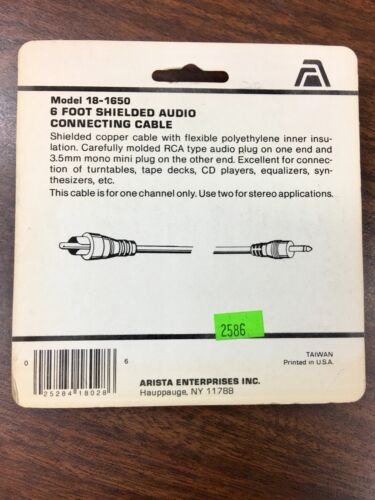 Model 18-1650
6 FOOT SHIELDED AUDIO
CONNECTING CABLE
Shielded copper cable with flexible polyethylene inner insu-
lation. Carefully molded RCA type audio plug on one end and
3.5mm mono mini plug on the other end. Excellent for connec-
tion of turntables, tape decks, CD players, equalizers, syn-
thesizers, etc.
This cable is for one channel only. Use two for stereo applications.
2586
TAIWAN
Printed in U.S.A.
0 6
25284 18028
ARISTA ENTERPRISES INC.
Hauppauge, NY 11788